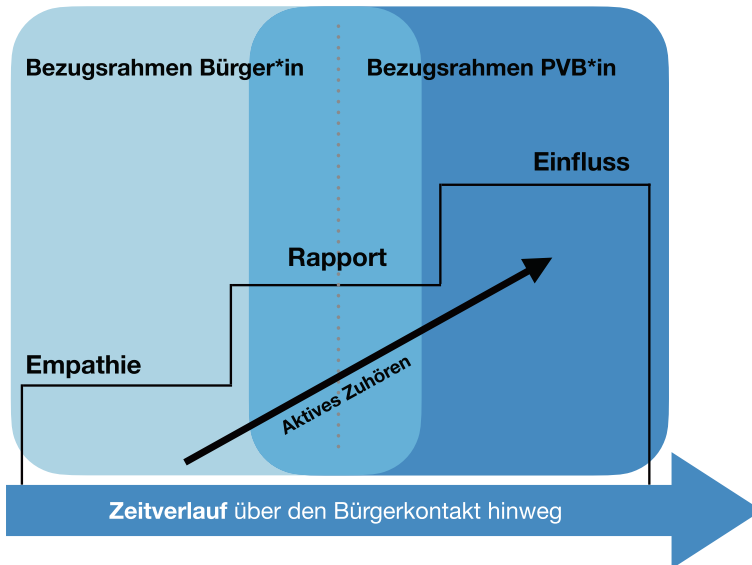 Bezugsrahmen Bürger*in
Bezugsrahmen PVB*in
Einfluss
Rapport
Empathie
Aktives Zuhören
Zeitverlauf über den Bürgerkontakt hinweg